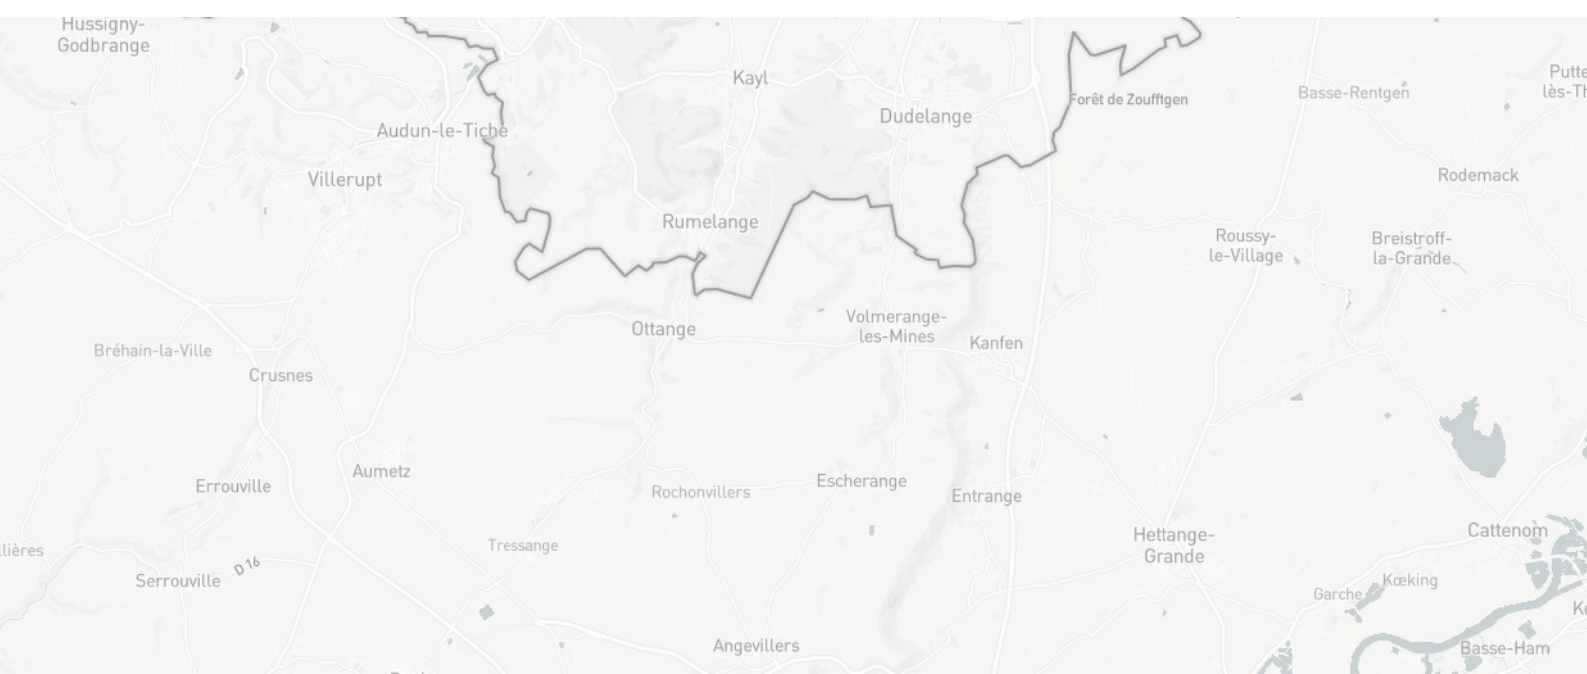 Hussigny-
Godbrange
Kayl
Putte
lès-Th
Basse-Rentgen
Forêt de Zoufftgen
Dudelange
Audun-le-Tiche
Villerupt
Rodemack
Rumelange
Roussy-
le-Village
Breistroff-
la-Grande
Volmerange-
les-Mines
Ottange
Kanfen
Bréhain-la-Ville
Crusnes
Aumetz
Errouville
Rochonvillers
Escherange
Entrange
Hettange-
Grande
Cattenom
Tressange
llières
D 16
Serrouville
Kœking
Garche
Angevillers
Basse-Ham